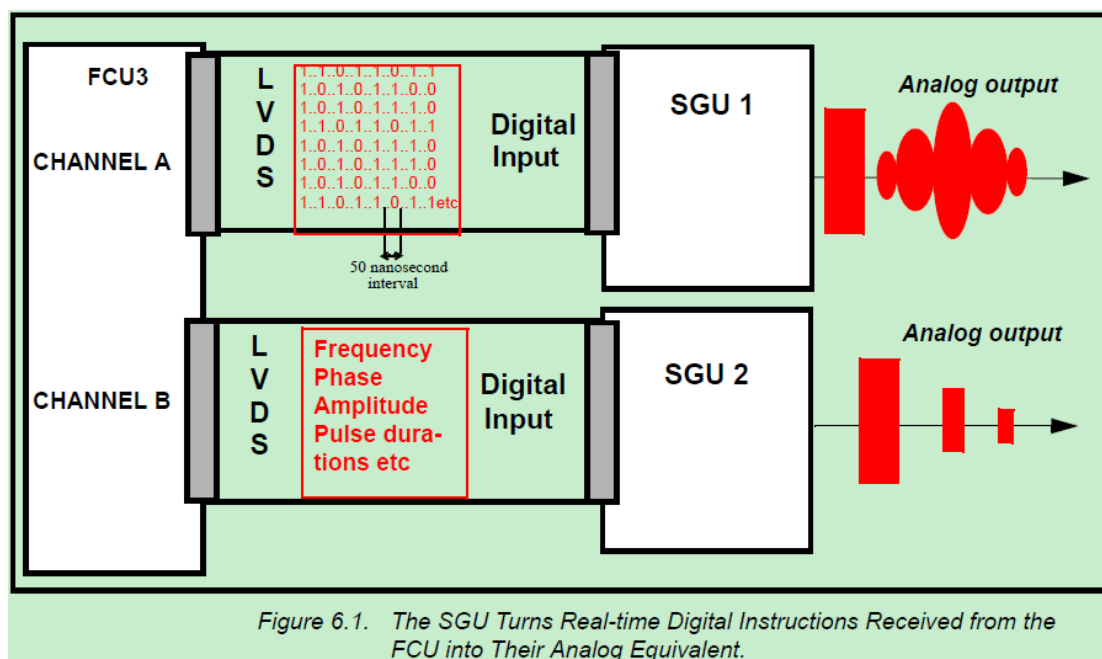 FCU3
CHANNEL A
L
V
D
S
1..1..0..1..1..0..1..1
1..0..1..0..1..1..0..0
1..0..0..1..0..1..1..0
1..1..0..1..1..0..1..1
1..0..0..1..0..1..1..0
1..0..0..1..0..1..1..0
1..0..1..0..1..1..0..0
1..1..0..1..1..0..1..1etc
Digital
Input
50 nanosecond
interval
SGU 1
Analog output
CHANNEL B
L
V
D
S
Frequency
Phase
Amplitude
Pulse dura-
tions etc
Digital
Input
SGU 2
Analog output
Figure 6.1. The SGU Turns Real-time Digital Instructions Received from the
FCU into Their Analog Equivalent.